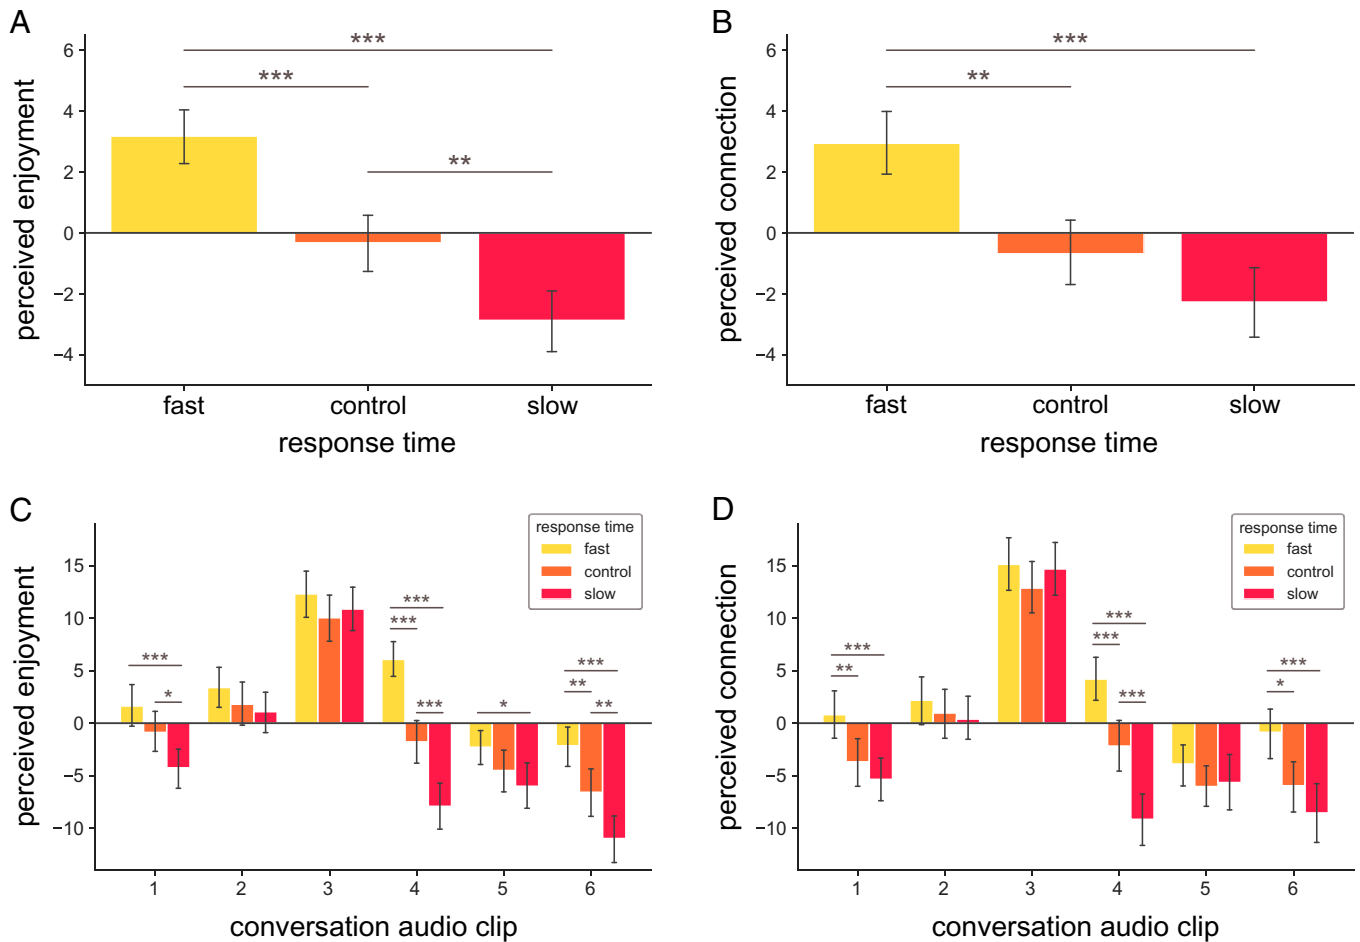 A
perceived enjoyment
6
4
2
0
−2
−4
***
***
**
fast control slow
response time
B
perceived connection
6
4
2
0
−2
−4
***
**
fast control slow
response time
C
perceived enjoyment
15
10
5
0
−5
−10
response time
fast
control
slow
***
*
***
***
***
*
***
**
**
1 2 3 4 5 6
conversation audio clip
D
perceived connection
15
10
5
0
−5
−10
response time
fast
control
slow
***
**
***
***
***
***
*
1 2 3 4 5 6
conversation audio clip